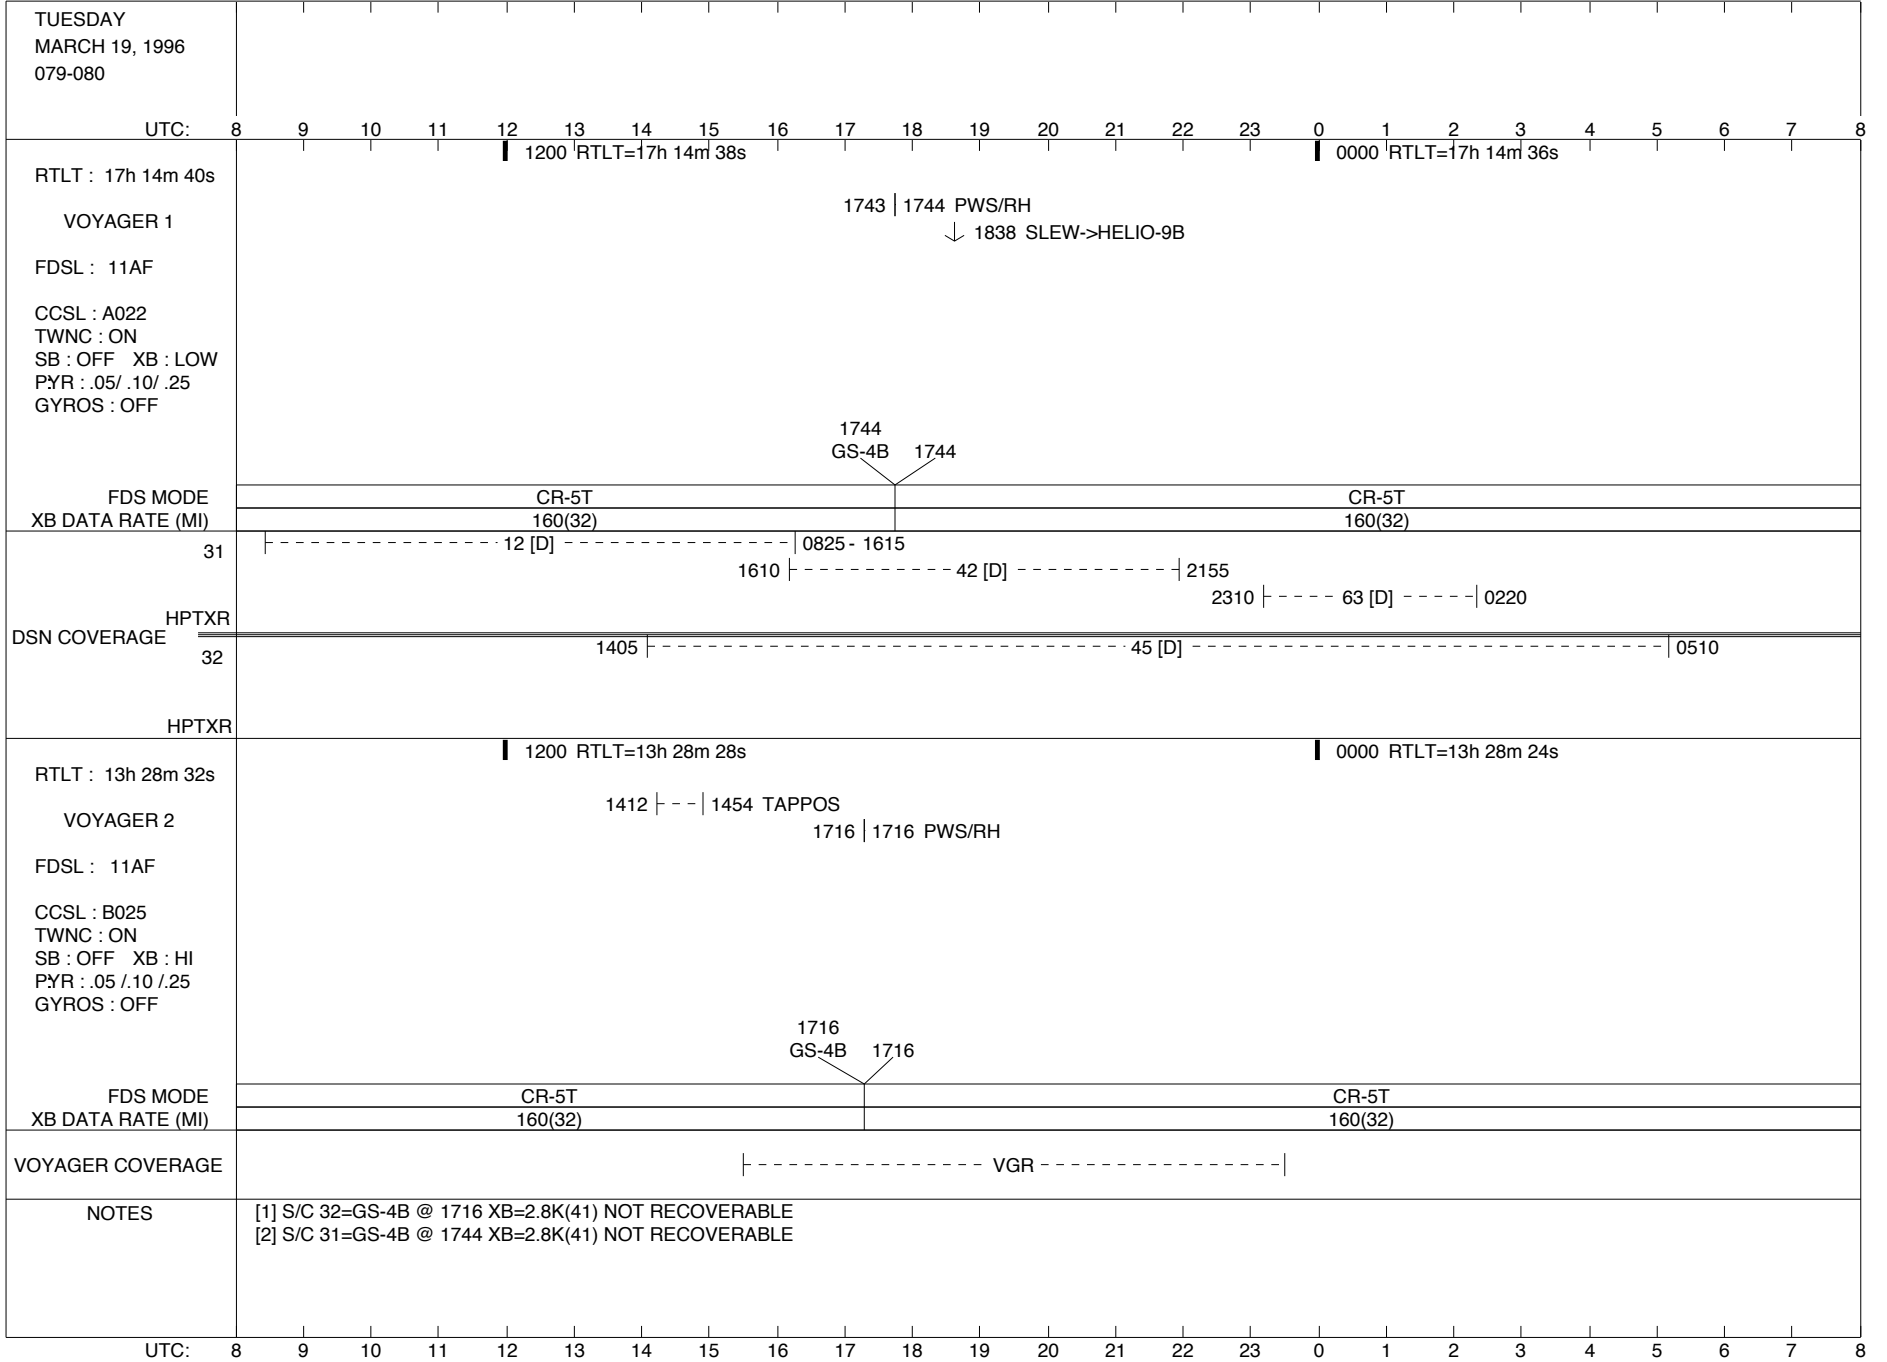 TUESDAY
MARCH 19, 1996
079-080
UTC: 8 9 10 11 12 13 14 15 16 17 18 19 20 21 22 23 0 1 2 3 4 5 6 7 8
1200 RTLT=17h 14m 38s 0000 RTLT=17h 14m 36s
RTLT : 17h 14m 40s
1743 1744 PWS/RH
VOYAGER 1
1838 SLEW->HELIO-9B
FDSL : 11AF
CCSL : A022
TWNC : ON
SB : OFF XB : LOW
P:YR : .05/ .10/ .25
GYROS : OFF
1744
GS-4B 1744
FDS MODE CR-5T CR-5T
XB DATA RATE (MI) 160(32) 160(32)
31 12 [D] 0825 - 1615
1610 42 [D] 2155
2310 63 [D] 0220
HPTXR
DSN COVERAGE
32 1405 45 [D] 0510
HPTXR
1200 RTLT=13h 28m 28s 0000 RTLT=13h 28m 24s
RTLT : 13h 28m 32s
1412 1454 TAPPOS
VOYAGER 2
1716 1716 PWS/RH
FDSL : 11AF
CCSL : B025
TWNC : ON
SB : OFF XB : HI
P:YR : .05 /.10 /.25
GYROS : OFF
1716
GS-4B 1716
FDS MODE CR-5T CR-5T
XB DATA RATE (MI) 160(32) 160(32)
VOYAGER COVERAGE VGR
NOTES
[1] S/C 32=GS-4B @ 1716 XB=2.8K(41) NOT RECOVERABLE
[2] S/C 31=GS-4B @ 1744 XB=2.8K(41) NOT RECOVERABLE
UTC: 8 9 10 11 12 13 14 15 16 17 18 19 20 21 22 23 0 1 2 3 4 5 6 7 8